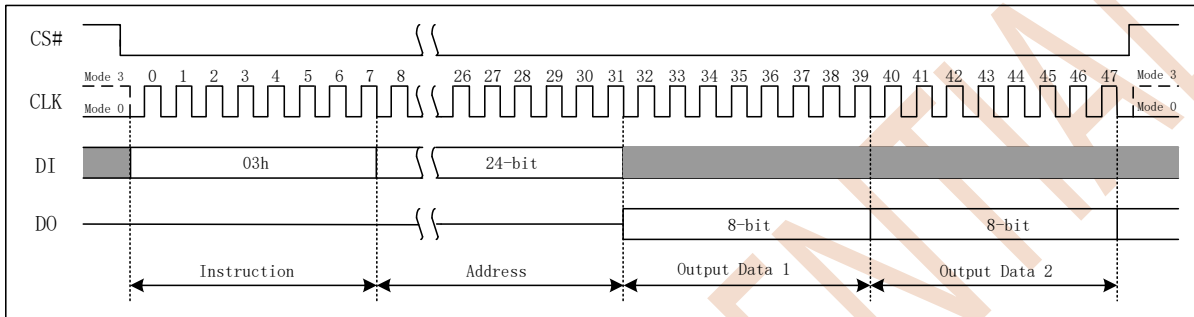 CS#
Mode 3 0 1 2 3 4 5 6 7 8 26 27 28 29 30 31 32 33 34 35 36 37 38 39 40 41 42 43 44 45 46 47 Mode 3
CLK
Mode 0 Mode 0
DI 03h 24-bit
DO 8-bit 8-bit
Instruction Address Output Data 1 Output Data 2